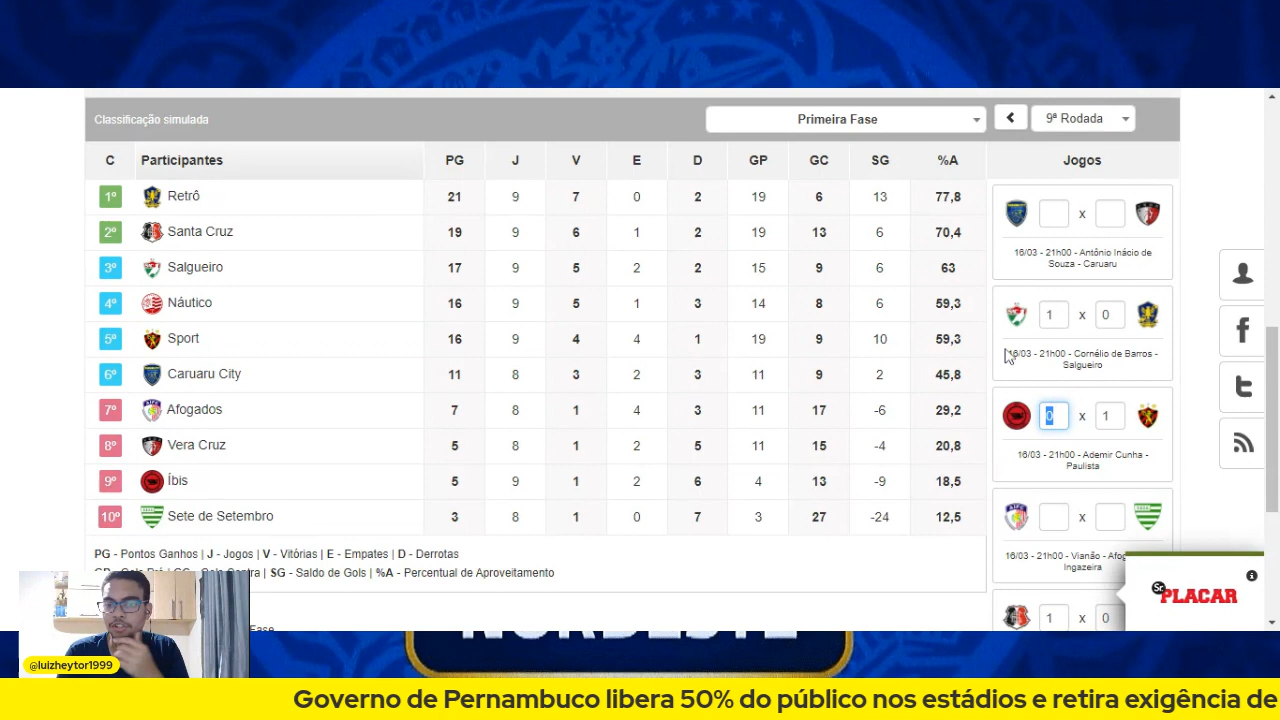 Classificação simulada
Primeira Fase
9ª Rodada
C Participantes PG J V E D GP GC SG %A Jogos
1º Retrô 21 9 7 0 2 19 6 13 77,8
2º Santa Cruz 19 9 6 1 2 19 13 6 70,4
3º Salgueiro 17 9 5 2 2 15 9 6 63
4º Náutico 16 9 5 1 3 14 8 6 59,3
5º Sport 16 9 4 4 1 19 9 10 59,3
6º Caruaru City 11 8 3 2 3 11 9 2 45,8
7º Afogados 7 8 1 4 3 11 17 -6 29,2
8º Vera Cruz 5 8 1 2 5 11 15 -4 20,8
9º Íbis 5 9 1 2 6 4 13 -9 18,5
10º Sete de Setembro 3 8 1 0 7 3 27 -24 12,5
PG - Pontos Ganhos | J - Jogos | V - Vitórias | E - Empates | D - Derrotas
SG - Saldo de Gols | %A - Percentual de Aproveitamento
x
16/03 - 21h00 - Antônio Inácio de
Souza - Caruaru
1 x 0
16/03 - 21h00 - Cornélio de Barros -
Salgueiro
0 x 1
16/03 - 21h00 - Ademir Cunha -
Paulista
x
16/03 - 21h00 - Vianão - Afog
Ingazeira
1 x 0
Sr. PLACAR
Fase
NORDESTE
@luizheytor1999
Governo de Pernambuco libera 50% do público nos estádios e retira exigência de